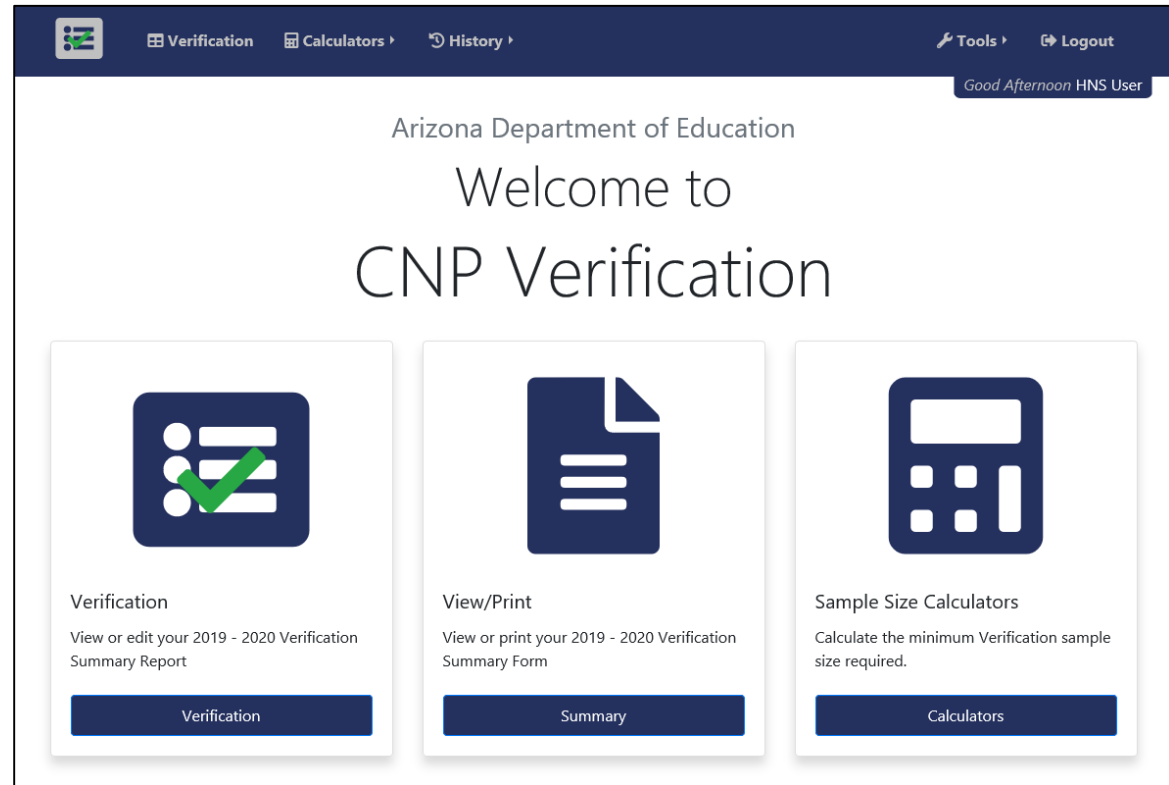 Verification Calculators History Tools Logout
Good Afternoon HNS User
Arizona Department of Education
Welcome to
CNP Verification
Verification
View or edit your 2019 - 2020 Verification
Summary Report
Verification
View/Print
View or print your 2019 - 2020 Verification
Summary Form
Summary
Sample Size Calculators
Calculate the minimum Verification sample
size required.
Calculators